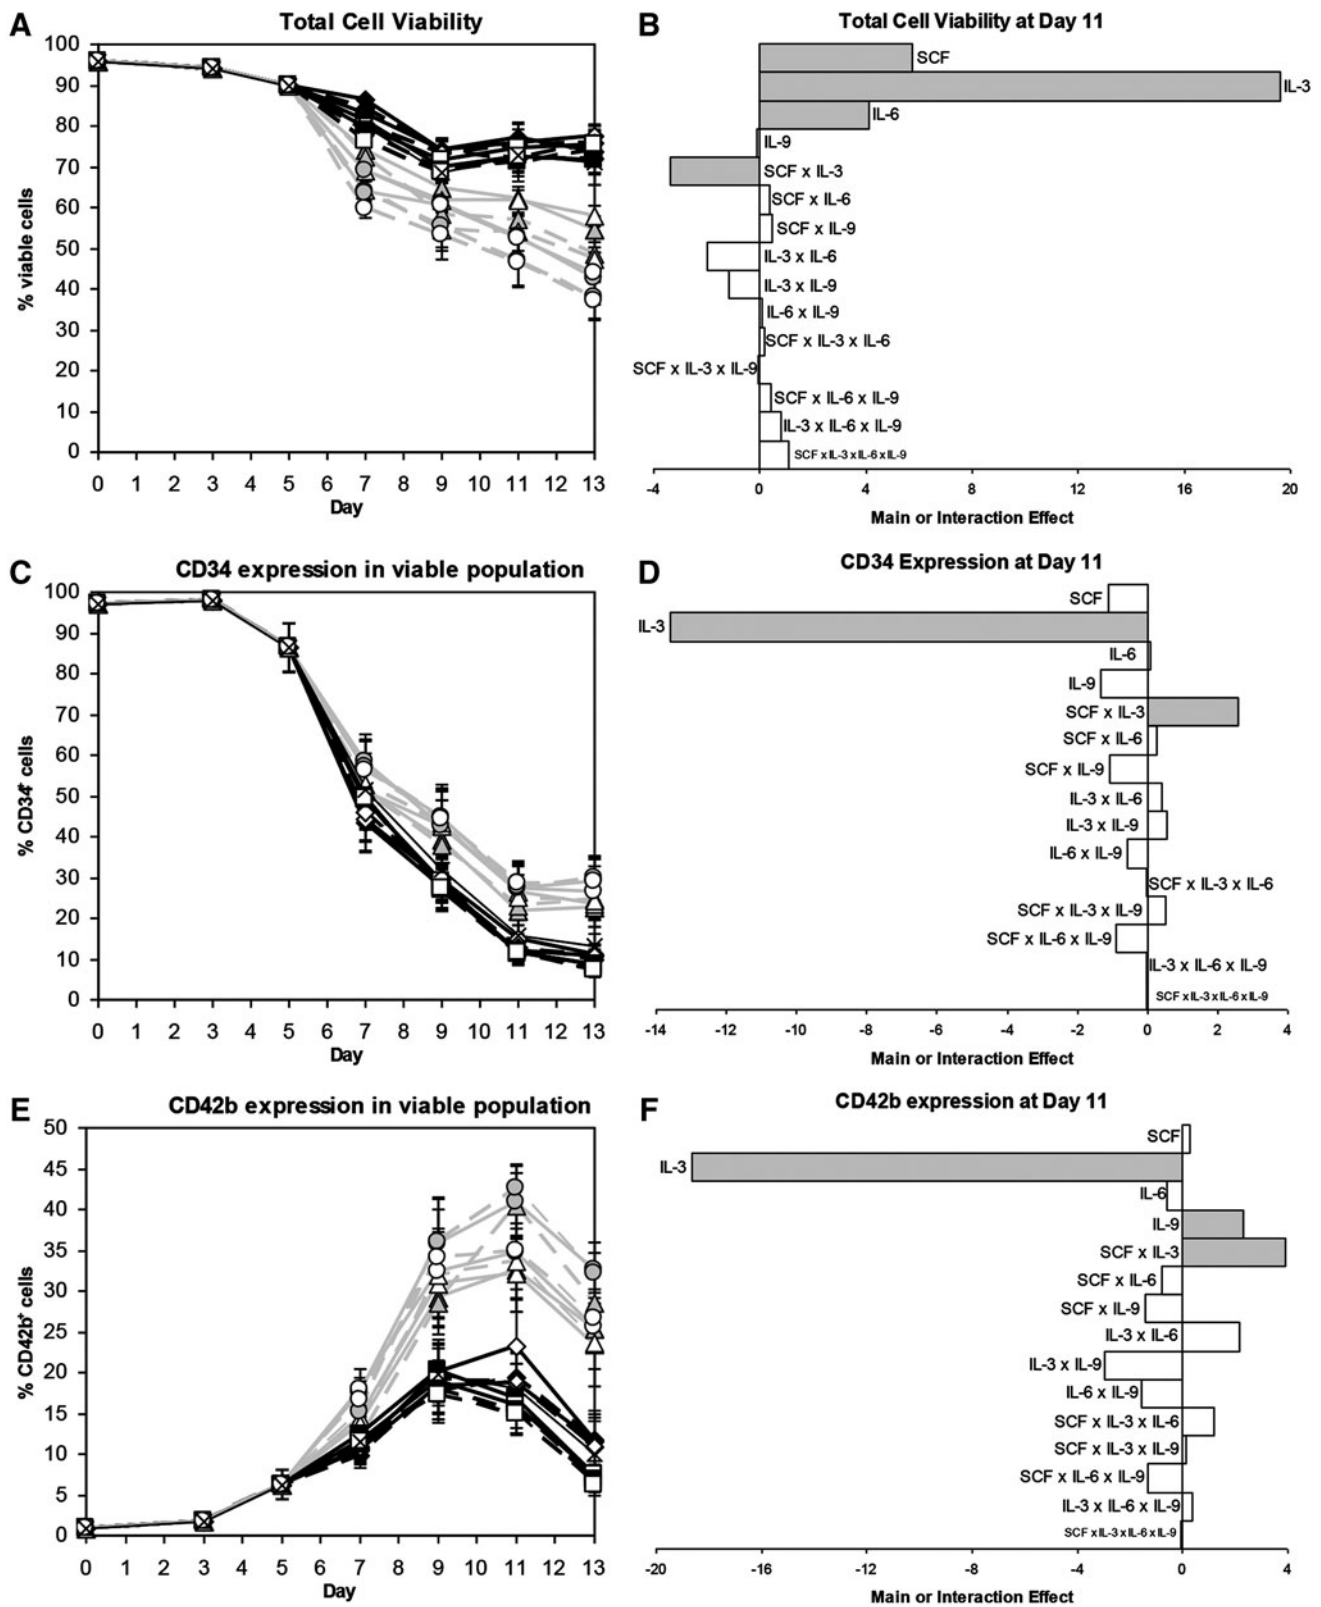 A
Total Cell Viability
% viable cells
100
90
80
70
60
50
40
30
20
10
0
0 1 2 3 4 5 6 7 8 9 10 11 12 13
Day
B
Total Cell Viability at Day 11
SCF
IL-3
IL-6
IL-9
SCF x IL-3
SCF x IL-6
SCF x IL-9
IL-3 x IL-6
IL-3 x IL-9
IL-6 x IL-9
SCF x IL-3 x IL-6
SCF x IL-3 x IL-9
SCF x IL-6 x IL-9
IL-3 x IL-6 x IL-9
SCF x IL-3 x IL-6 x IL-9
-4 0 4 8 12 16 20
Main or Interaction Effect
C
CD34 expression in viable population
% CD34+ cells
100
90
80
70
60
50
40
30
20
10
0
0 1 2 3 4 5 6 7 8 9 10 11 12 13
Day
D
CD34 Expression at Day 11
SCF
IL-3
IL-6
IL-9
SCF x IL-3
SCF x IL-6
SCF x IL-9
IL-3 x IL-6
IL-3 x IL-9
IL-6 x IL-9
SCF x IL-3 x IL-6
SCF x IL-3 x IL-9
SCF x IL-6 x IL-9
IL-3 x IL-6 x IL-9
SCF x IL-3 x IL-6 x IL-9
-14 -12 -10 -8 -6 -4 -2 0 2 4
Main or Interaction Effect
E
CD42b expression in viable population
% CD42b+ cells
50
45
40
35
30
25
20
15
10
5
0
0 1 2 3 4 5 6 7 8 9 10 11 12 13
Day
F
CD42b expression at Day 11
SCF
IL-3
IL-6
IL-9
SCF x IL-3
SCF x IL-6
SCF x IL-9
IL-3 x IL-6
IL-3 x IL-9
IL-6 x IL-9
SCF x IL-3 x IL-6
SCF x IL-3 x IL-9
SCF x IL-6 x IL-9
IL-3 x IL-6 x IL-9
SCF x IL-3 x IL-6 x IL-9
-20 -16 -12 -8 -4 0 4
Main or Interaction Effect